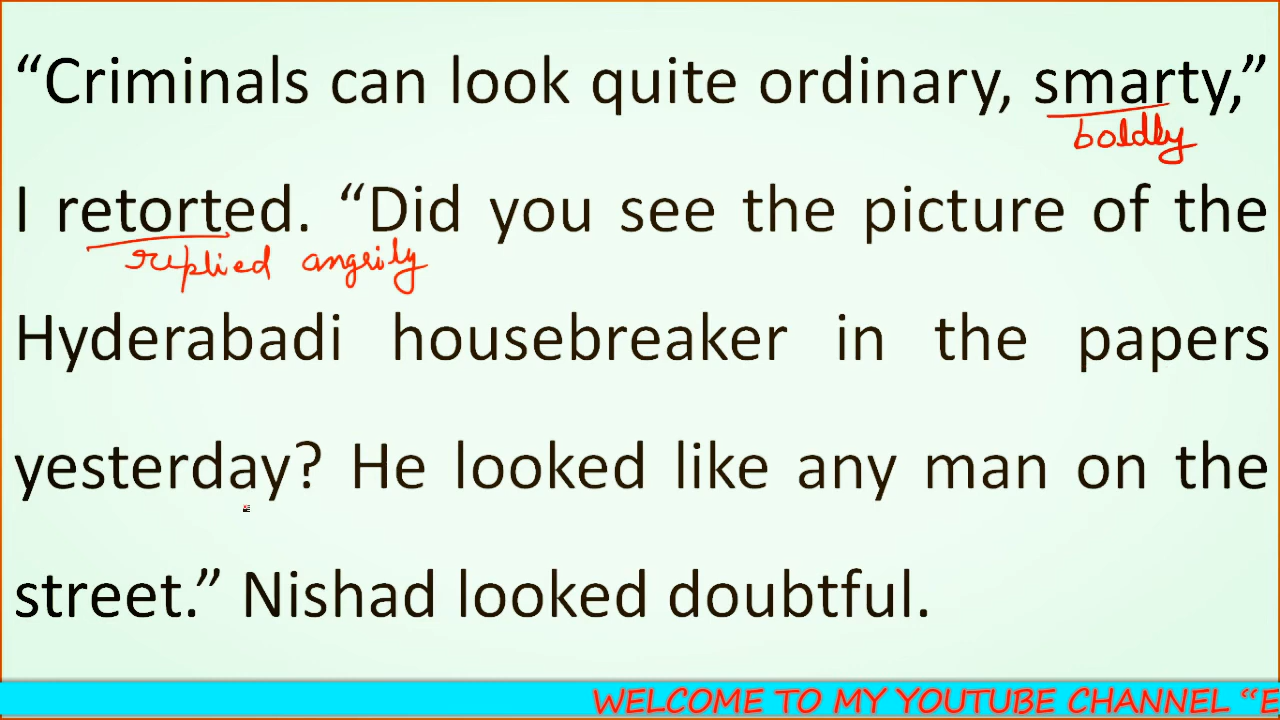 “Criminals can look quite ordinary, smarty,”
boldly
I retorted. “Did you see the picture of the
replied angrily
Hyderabadi housebreaker in the papers
yesterday? He looked like any man on the
street.” Nishad looked doubtful.
WELCOME TO MY YOUTUBE CHANNEL “E